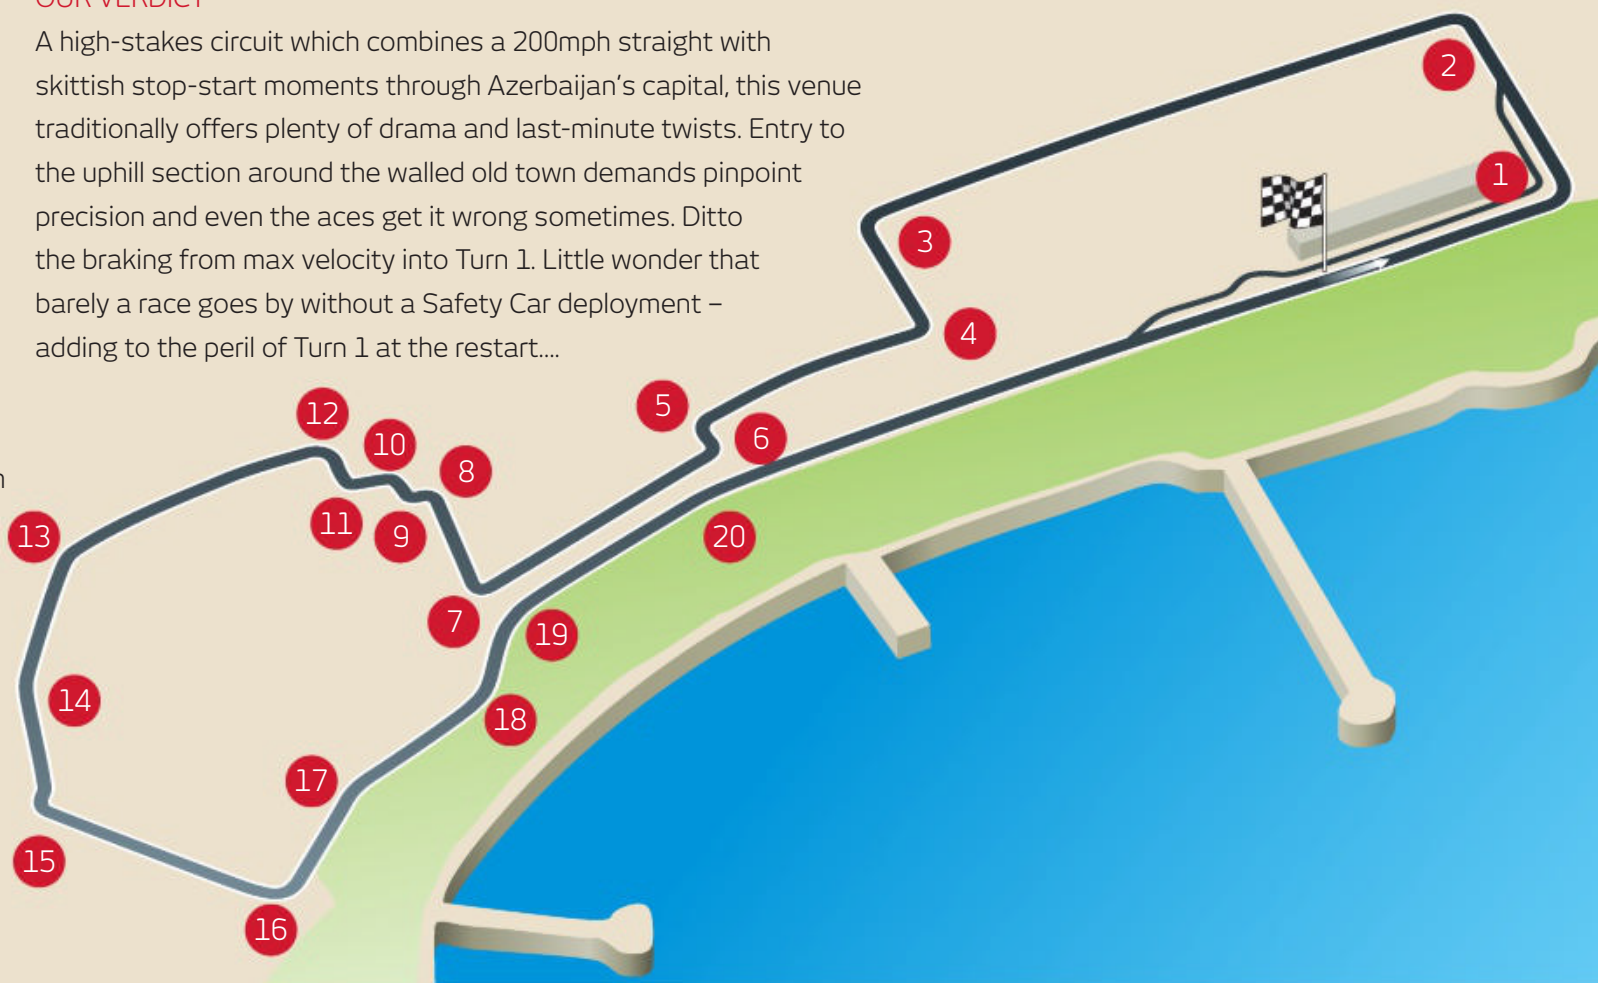 OUR VERDICT
A high-stakes circuit which combines a 200mph straight with
skittish stop-start moments through Azerbaijan’s capital, this venue
traditionally offers plenty of drama and last-minute twists. Entry to
the uphill section around the walled old town demands pinpoint
precision and even the aces get it wrong sometimes. Ditto
the braking from max velocity into Turn 1. Little wonder that
barely a race goes by without a Safety Car deployment –
adding to the peril of Turn 1 at the restart....
2
1
3
4
5
6
12
10
8
11
9
13
20
7
19
14
18
17
15
16